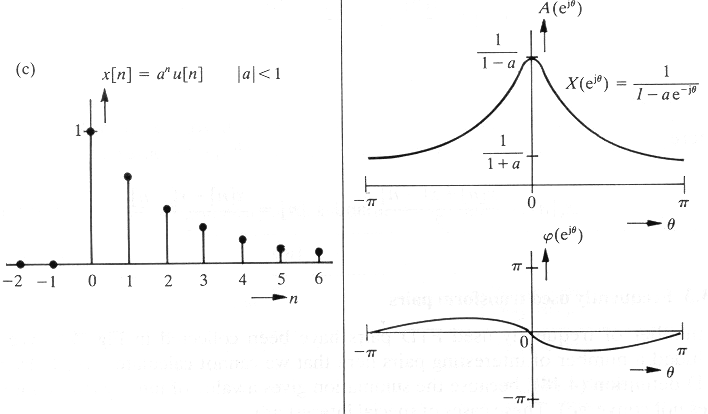 (c)
x[n] = aⁿ u[n] |a| < 1
1
−2 −1 0 1 2 3 4 5 6
n
A(e^{jθ})
1/(1 − a)
X(e^{jθ}) = 1/(1 − a e^{−jθ})
1/(1 + a)
−π 0 π
θ
φ(e^{jθ})
π
−π 0 π
θ
−π